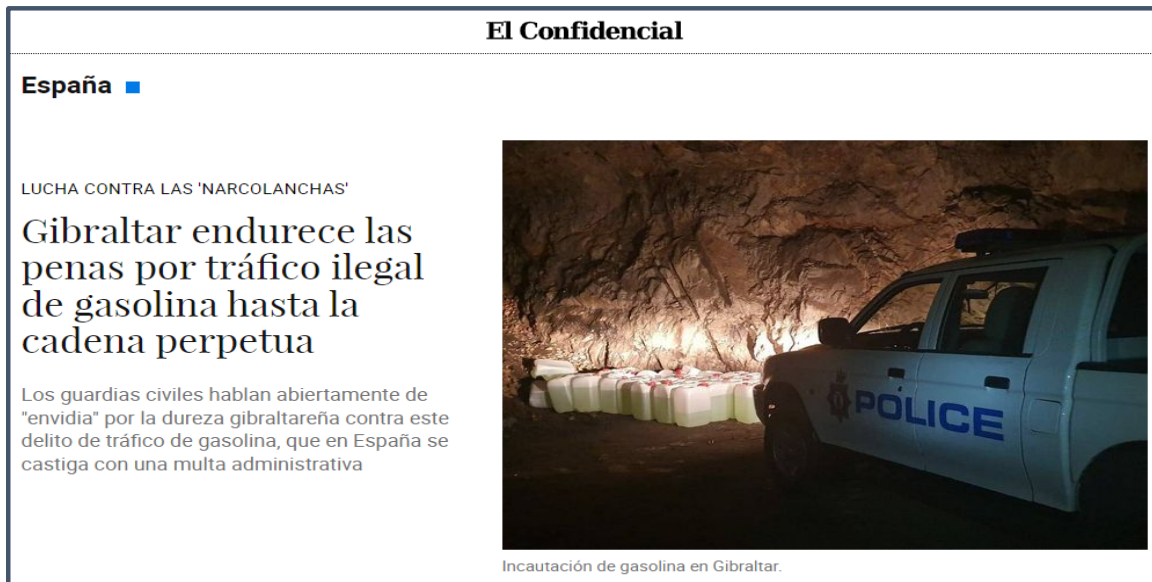 El Confidencial
España
LUCHA CONTRA LAS 'NARCOLANCHAS'
Gibraltar endurece las
penas por tráfico ilegal
de gasolina hasta la
cadena perpetua
Los guardias civiles hablan abiertamente de
"envidia" por la dureza gibraltareña contra este
delito de tráfico de gasolina, que en España se
castiga con una multa administrativa
POLICE
Incautación de gasolina en Gibraltar.